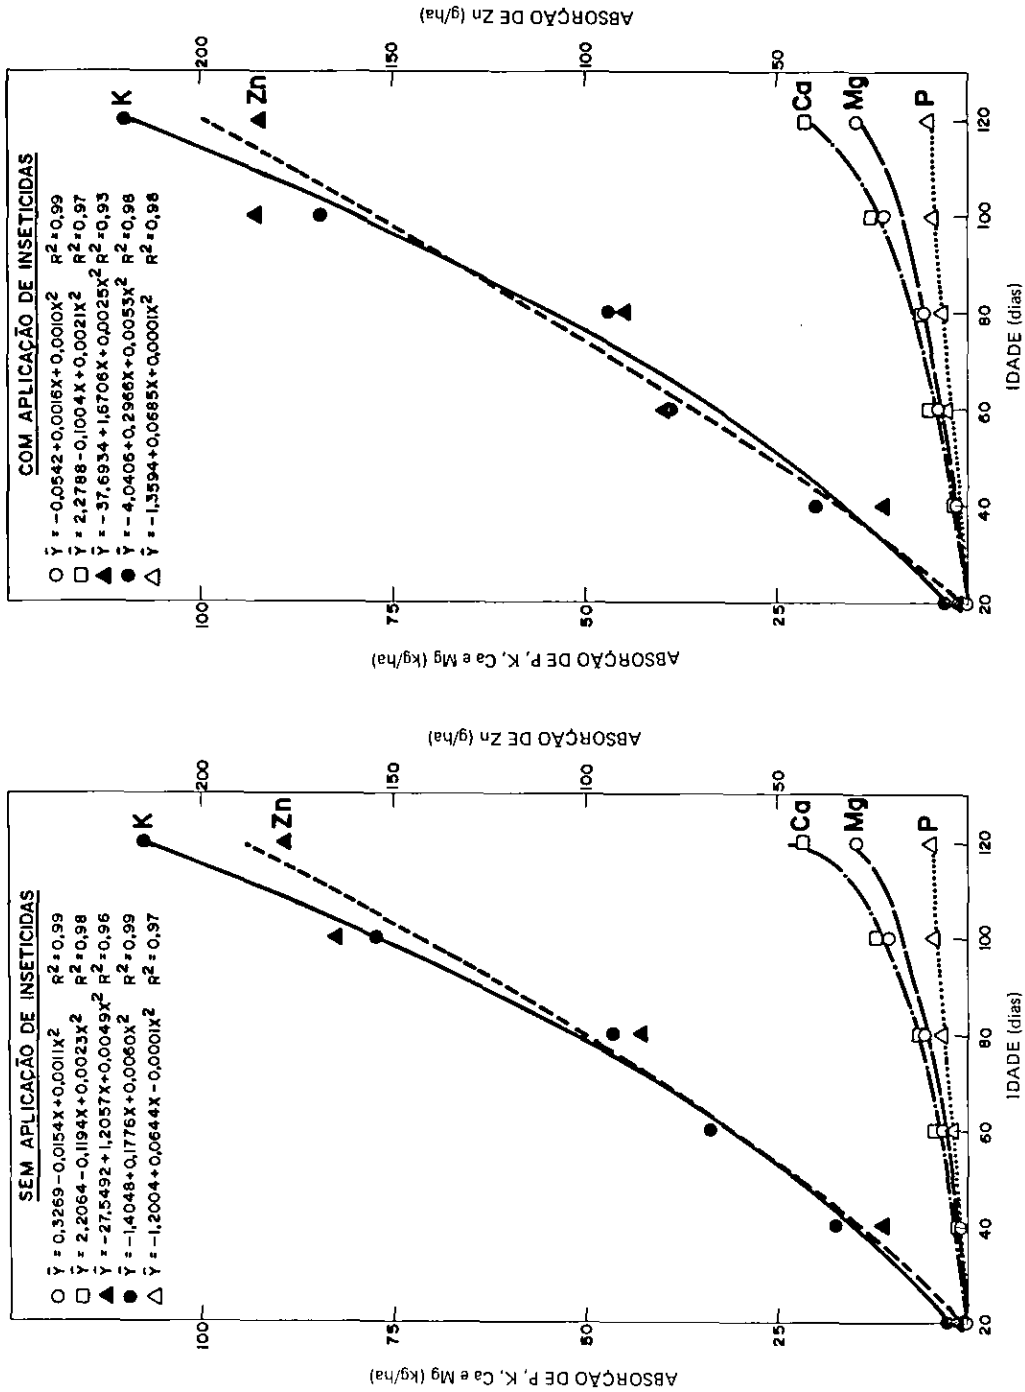 SEM APLICAÇÃO DE INSETICIDAS
○ Ȳ = 0,3269-0,0154X+0,0011X² R²=0,99
□ Ȳ = 2,2064-0,1194X+0,0023X² R²=0,98
▲ Ȳ = -27,5492+1,2057X+0,0049X² R²=0,96
● Ȳ = -1,4048+0,1776X+0,0060X² R²=0,99
△ Ȳ = -1,2004+0,0644X-0,0001X² R²=0,97
ABSORÇÃO DE P, K, Ca e Mg (kg/ha)
100
75
50
25
ABSORÇÃO DE Zn (g/ha)
200
150
100
50
K
Zn
Ca
Mg
P
20 40 60 80 100 120
IDADE (dias)
COM APLICAÇÃO DE INSETICIDAS
○ Ȳ = -0,0542+0,0016X+0,0010X² R²=0,99
□ Ȳ = 2,2788-0,1004X+0,0021X² R²=0,97
▲ Ȳ = -37,6934+1,6706X+0,0025X² R²=0,93
● Ȳ = -4,0406+0,2966X+0,0053X² R²=0,98
△ Ȳ = -1,3594+0,0685X+0,0001X² R²=0,98
ABSORÇÃO DE P, K, Ca e Mg (kg/ha)
100
75
50
25
ABSORÇÃO DE Zn (g/ha)
200
150
100
50
K
Zn
Ca
Mg
P
20 40 60 80 100 120
IDADE (dias)